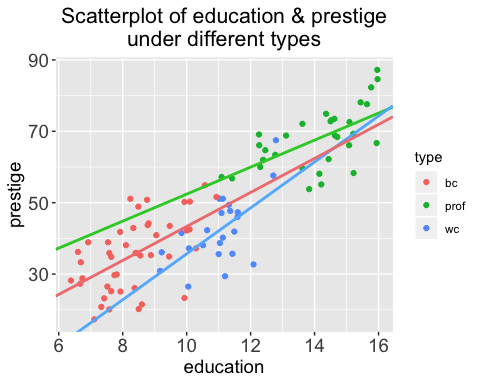 Scatterplot of education & prestige
under different types
90
70
50
30
prestige
6
8
10
12
14
16
education
type
bc
prof
wc